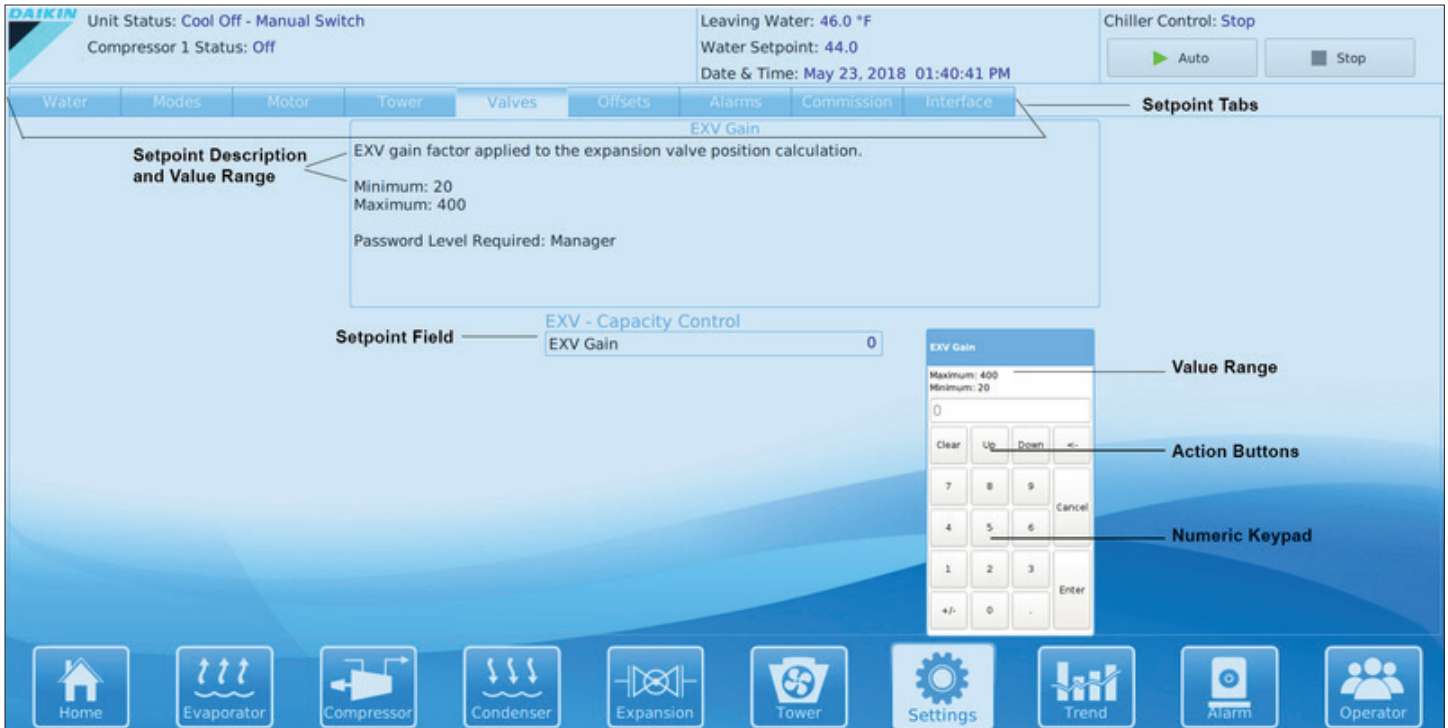 DAIKIN
Unit Status: Cool Off - Manual Switch
Compressor 1 Status: Off
Leaving Water: 46.0 °F
Water Setpoint: 44.0
Date & Time: May 23, 2018 01:40:41 PM
Chiller Control: Stop
Auto
Stop
Water Modes Motor Tower Valves Offsets Alarms Commission Interface
Setpoint Tabs
EXV Gain
Setpoint Description
and Value Range
EXV gain factor applied to the expansion valve position calculation.
Minimum: 20
Maximum: 400
Password Level Required: Manager
EXV - Capacity Control
Setpoint Field
EXV Gain 0
EXV Gain
Maximum: 400
Minimum: 20
Value Range
0
Clear Up Down <-
Action Buttons
7 8 9
Cancel
4 5 6
Numeric Keypad
1 2 3
Enter
+/- 0 .
Home Evaporator Compressor Condenser Expansion Tower Settings Trend Alarm Operator